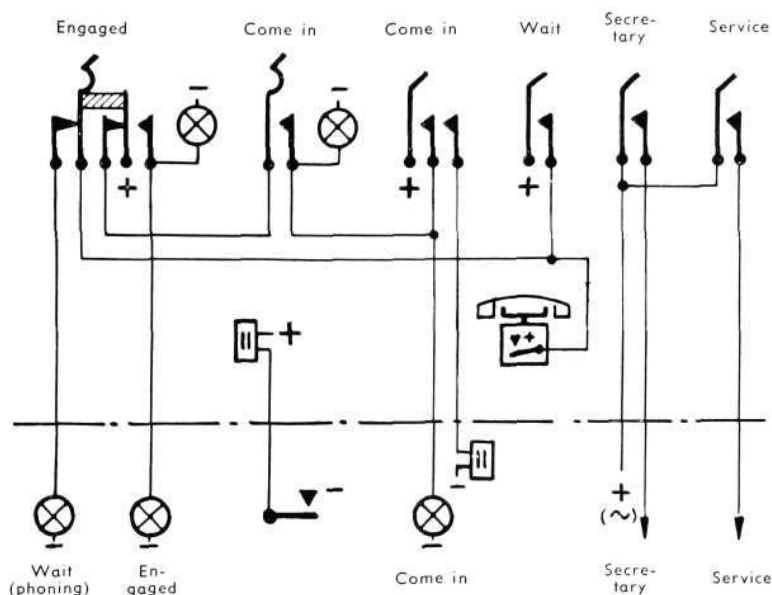 Engaged
Come in
Come in
Wait
Secre-
tary
Service
−
−
+
+
+
+
+
−
−
+
(~)
−
−
−
Wait
(phoning)
En-
gaged
Come in
Secre-
tary
Service